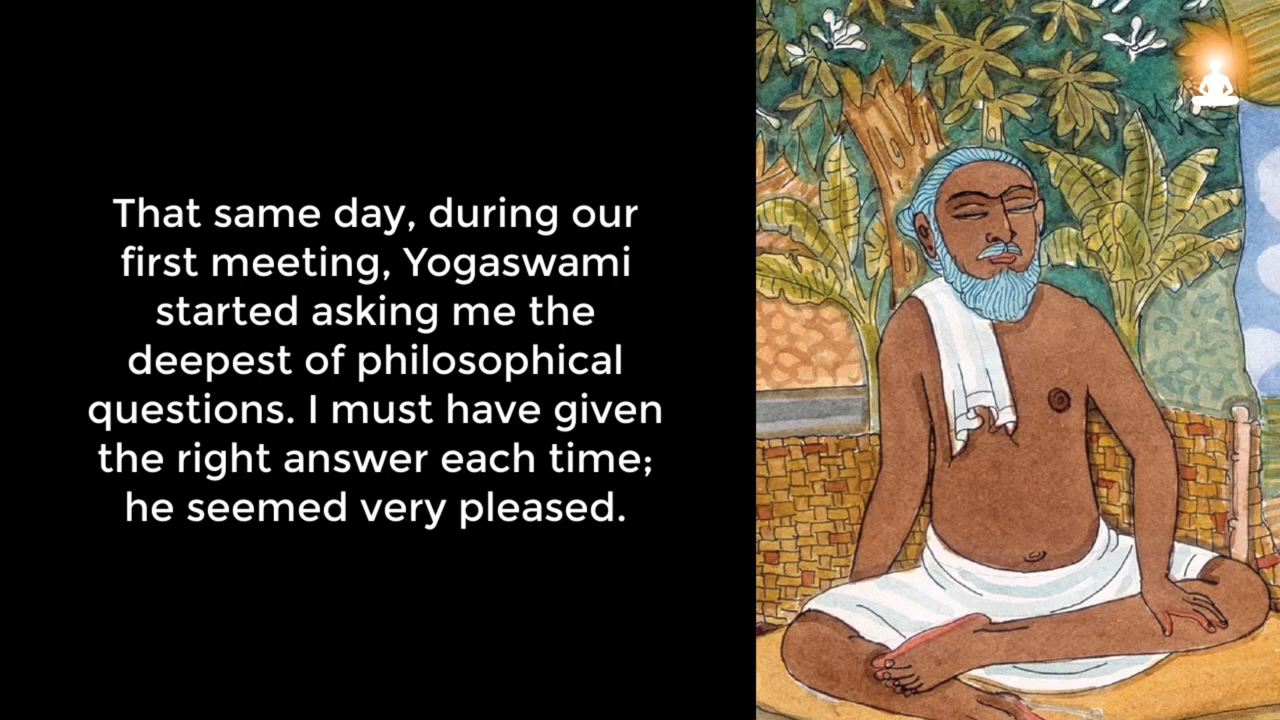 That same day, during our
first meeting, Yogaswami
started asking me the
deepest of philosophical
questions. I must have given
the right answer each time;
he seemed very pleased.